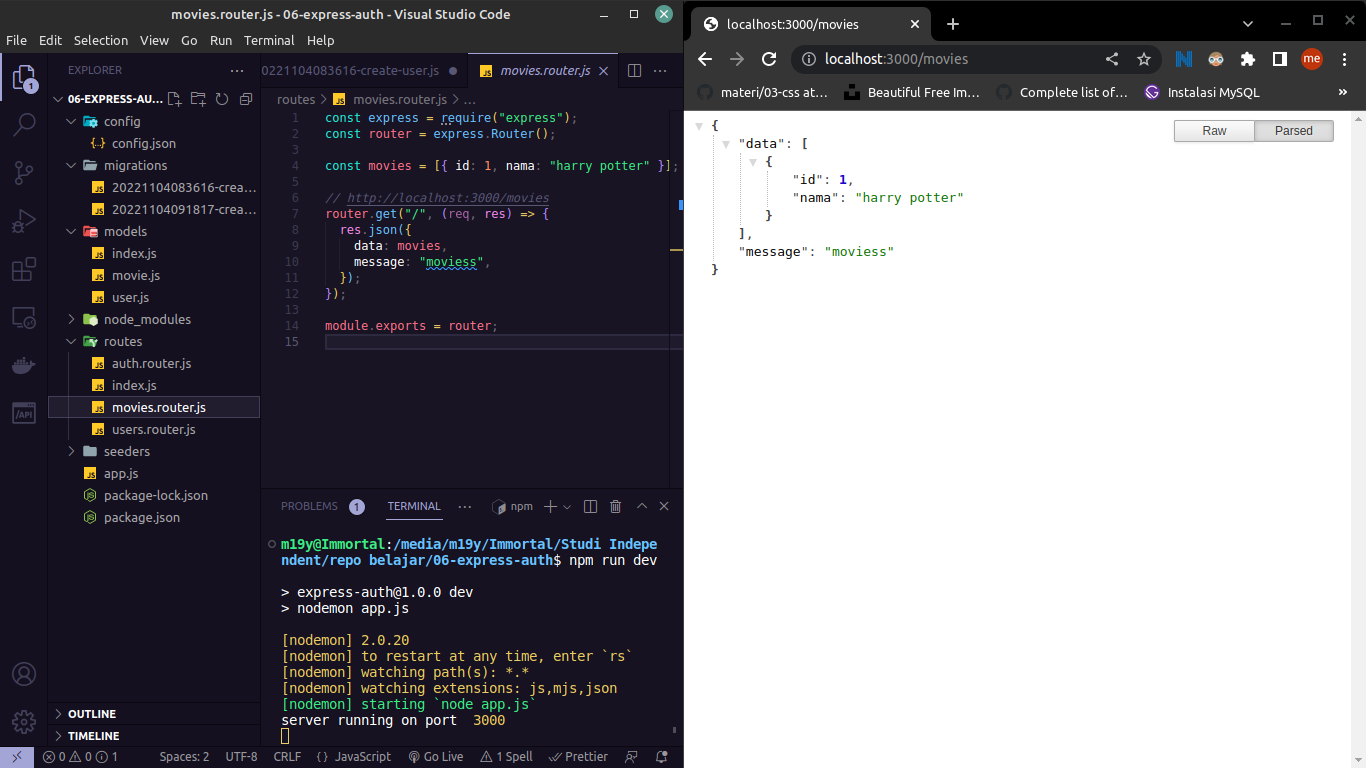 movies.router.js - 06-express-auth - Visual Studio Code
File Edit Selection View Go Run Terminal Help
EXPLORER
06-EXPRESS-AU...
config
config.json
migrations
20221104083616-crea...
20221104091817-crea...
models
index.js
movie.js
user.js
node_modules
routes
auth.router.js
index.js
movies.router.js
users.router.js
seeders
app.js
package-lock.json
package.json
OUTLINE
TIMELINE
0221104083616-create-user.js
movies.router.js
routes > movies.router.js > ...
1 const express = require("express");
2 const router = express.Router();
3
4 const movies = [{ id: 1, nama: "harry potter" }];
5
6 // http://localhost:3000/movies
7 router.get("/", (req, res) => {
8 res.json({
9 data: movies,
10 message: "moviess",
11 });
12 });
13
14 module.exports = router;
15
PROBLEMS 1 TERMINAL ... npm
m19y@Immortal:/media/m19y/Immortal/Studi Indepe
ndent/repo belajar/06-express-auth$ npm run dev
> express-auth@1.0.0 dev
> nodemon app.js
[nodemon] 2.0.20
[nodemon] to restart at any time, enter `rs`
[nodemon] watching path(s): *.*
[nodemon] watching extensions: js,mjs,json
[nodemon] starting `node app.js`
server running on port  3000
0 0 1 Spaces: 2 UTF-8 CRLF {} JavaScript Go Live 1 Spell Prettier
localhost:3000/movies
localhost:3000/movies
me
materi/03-css at... Beautiful Free Im... Complete list of... Instalasi MySQL »
Raw Parsed
{
"data": [
{
"id": 1,
"nama": "harry potter"
}
],
"message": "moviess"
}